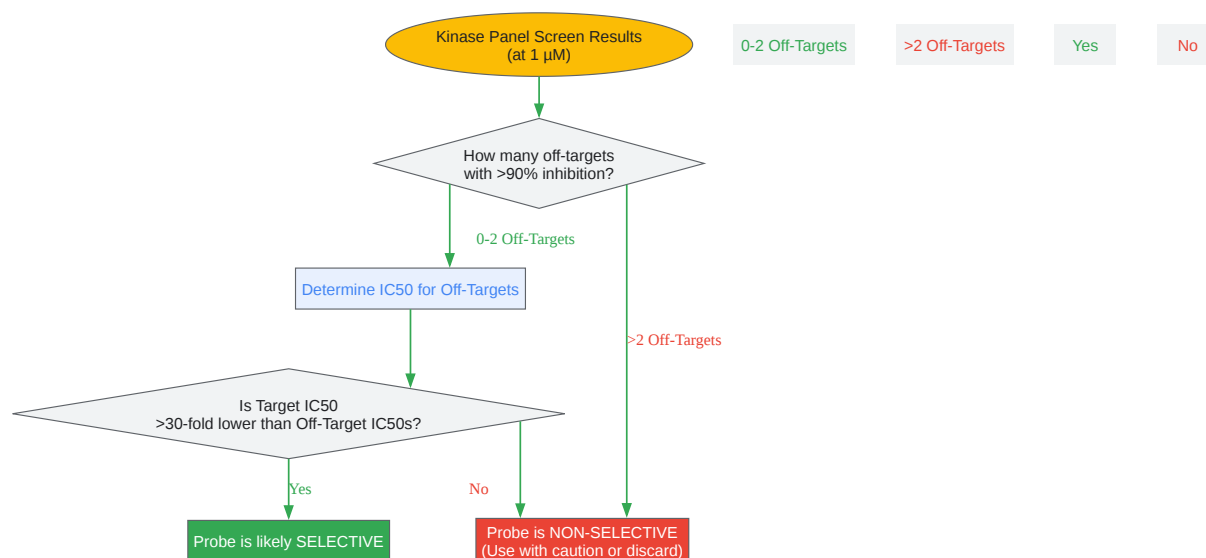 Kinase Panel Screen Results
(at 1 µM)
0-2 Off-Targets
>2 Off-Targets
Yes
No
How many off-targets
with >90% inhibition?
0-2 Off-Targets
Determine IC50 for Off-Targets
>2 Off-Targets
Is Target IC50
>30-fold lower than Off-Target IC50s?
Yes
No
Probe is likely SELECTIVE
Probe is NON-SELECTIVE
(Use with caution or discard)